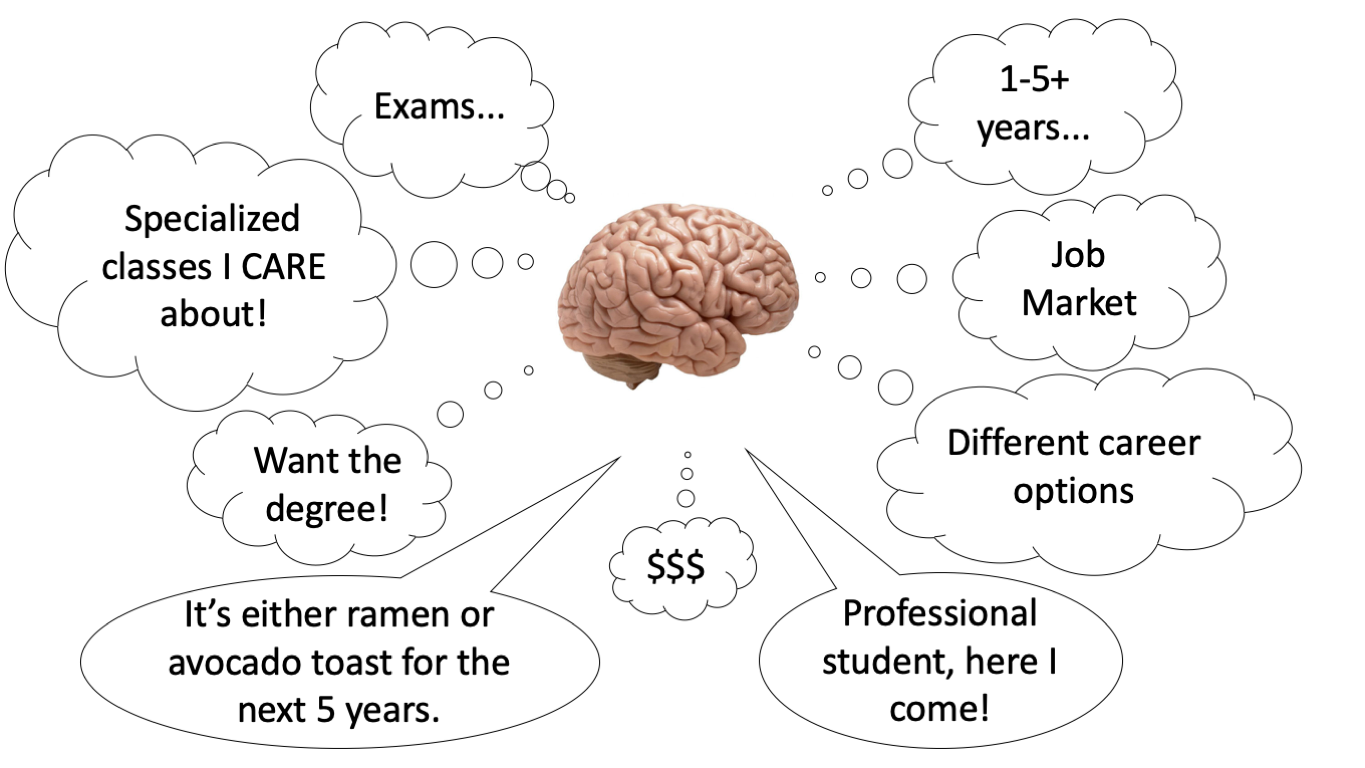 Exams...
1-5+
years...
Specialized
classes I CARE
about!
Job
Market
Want the
degree!
Different career
options
$$$
It’s either ramen or
avocado toast for the
next 5 years.
Professional
student, here I
come!